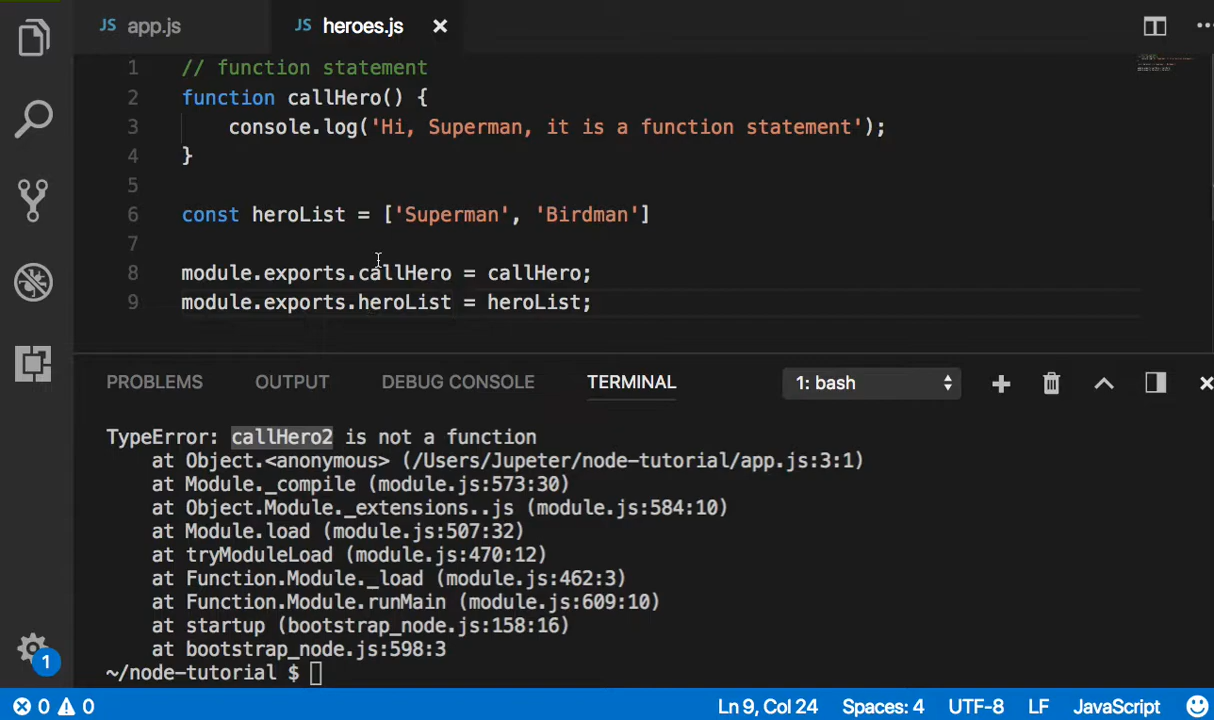 JS app.js JS heroes.js ×
1 // function statement
2 function callHero() {
3 console.log('Hi, Superman, it is a function statement');
4 }
5
6 const heroList = ['Superman', 'Birdman']
7
8 module.exports.callHero = callHero;
9 module.exports.heroList = heroList;
PROBLEMS OUTPUT DEBUG CONSOLE TERMINAL 1: bash
TypeError: callHero2 is not a function
at Object.<anonymous> (/Users/Jupeter/node-tutorial/app.js:3:1)
at Module._compile (module.js:573:30)
at Object.Module._extensions..js (module.js:584:10)
at Module.load (module.js:507:32)
at tryModuleLoad (module.js:470:12)
at Function.Module._load (module.js:462:3)
at Function.Module.runMain (module.js:609:10)
at startup (bootstrap_node.js:158:16)
at bootstrap_node.js:598:3
~/node-tutorial $
1
0 0 Ln 9, Col 24 Spaces: 4 UTF-8 LF JavaScript